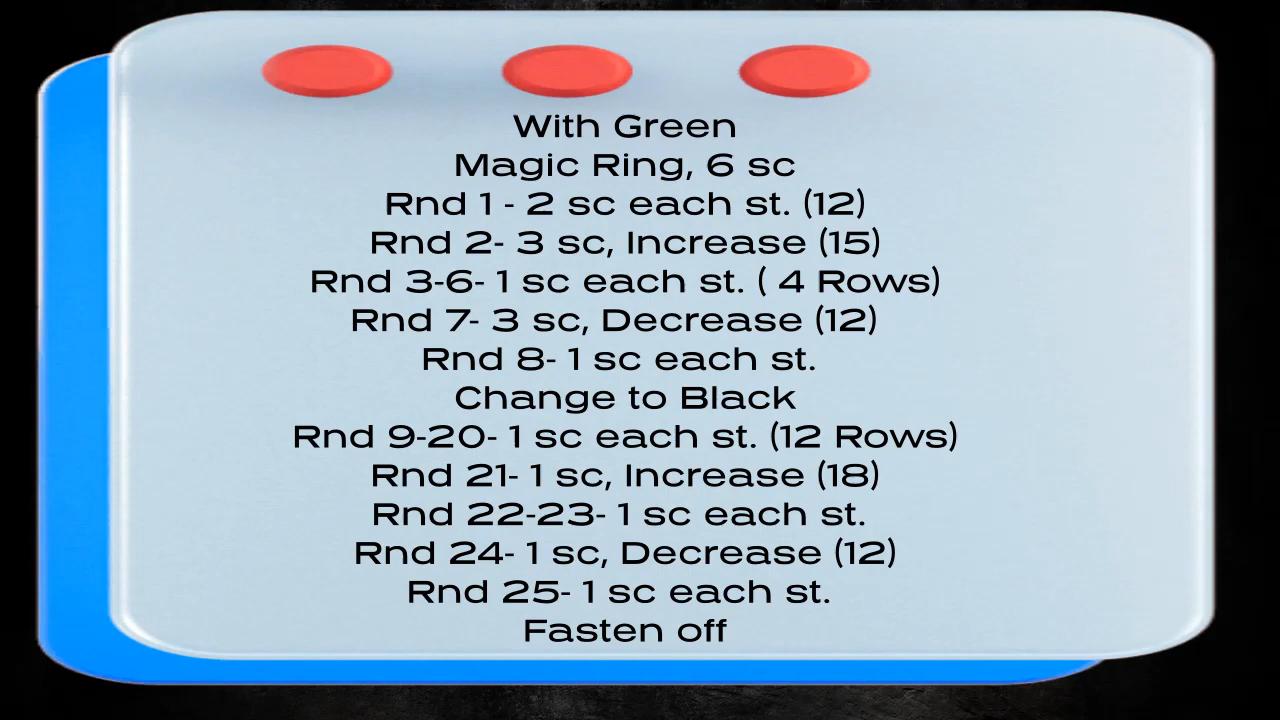 With Green
Magic Ring, 6 sc
Rnd 1 - 2 sc each st. (12)
Rnd 2- 3 sc, Increase (15)
Rnd 3-6- 1 sc each st. ( 4 Rows)
Rnd 7- 3 sc, Decrease (12)
Rnd 8- 1 sc each st.
Change to Black
Rnd 9-20- 1 sc each st. (12 Rows)
Rnd 21- 1 sc, Increase (18)
Rnd 22-23- 1 sc each st.
Rnd 24- 1 sc, Decrease (12)
Rnd 25- 1 sc each st.
Fasten off